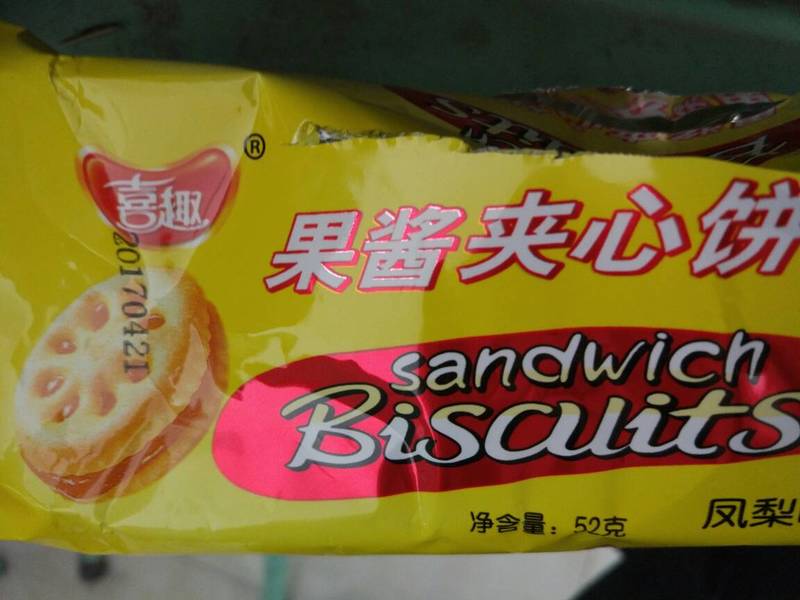 喜趣®
果酱夹心饼
20170421
sandwich
Biscuits
净含量：52克
凤梨